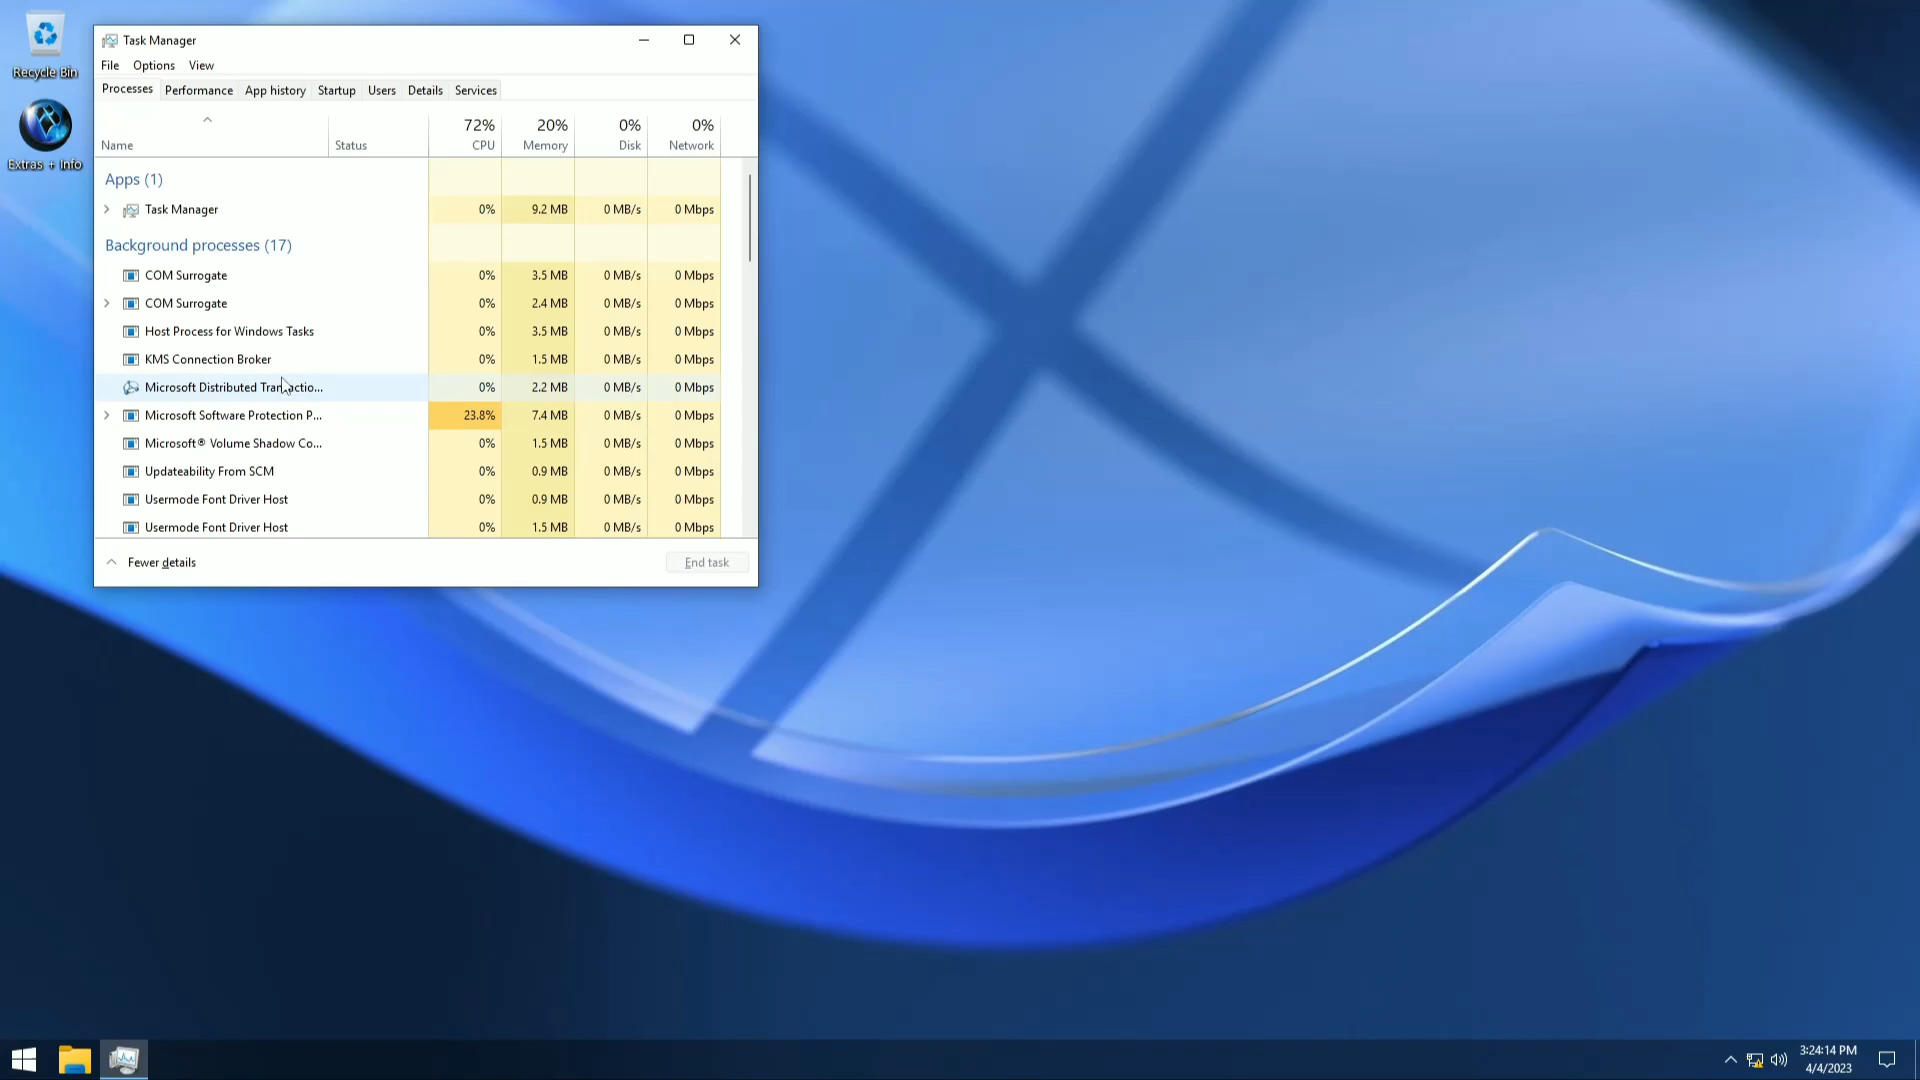 Recycle Bin
Extras + Info
Task Manager
File Options View
Processes Performance App history Startup Users Details Services
72% 20% 0% 0%
Name Status CPU Memory Disk Network
Apps (1)
Task Manager 0% 9.2 MB 0 MB/s 0 Mbps
Background processes (17)
COM Surrogate 0% 3.5 MB 0 MB/s 0 Mbps
COM Surrogate 0% 2.4 MB 0 MB/s 0 Mbps
Host Process for Windows Tasks 0% 3.5 MB 0 MB/s 0 Mbps
KMS Connection Broker 0% 1.5 MB 0 MB/s 0 Mbps
Microsoft Distributed Transactio... 0% 2.2 MB 0 MB/s 0 Mbps
Microsoft Software Protection P... 23.8% 7.4 MB 0 MB/s 0 Mbps
Microsoft® Volume Shadow Co... 0% 1.5 MB 0 MB/s 0 Mbps
Updateability From SCM 0% 0.9 MB 0 MB/s 0 Mbps
Usermode Font Driver Host 0% 0.9 MB 0 MB/s 0 Mbps
Usermode Font Driver Host 0% 1.5 MB 0 MB/s 0 Mbps
Fewer details End task
3:24:14 PM
4/4/2023